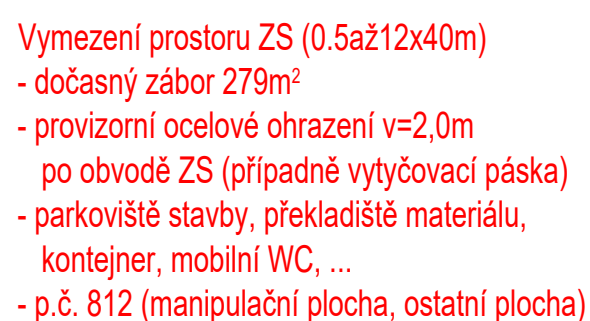 Vymezení prostoru ZS (0.5až12x40m)
- dočasný zábor 279m²
- provizorní ocelové ohrazení v=2,0m
po obvodě ZS (případně vytyčovací páska)
- parkoviště stavby, překladiště materiálu,
kontejner, mobilní WC, ...
- p.č. 812 (manipulační plocha, ostatní plocha)